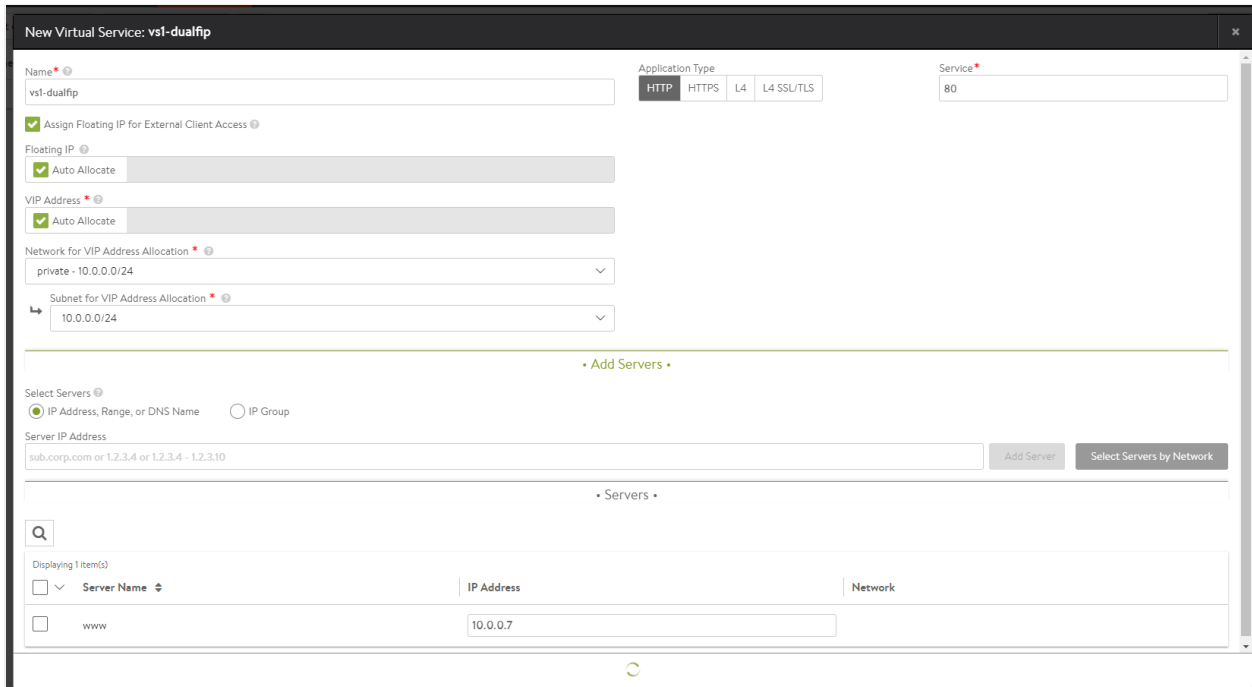 New Virtual Service: vs1-dualfip
Name*
vs1-dualfip
Application Type
HTTP HTTPS L4 L4 SSL/TLS
Service*
80
Assign Floating IP for External Client Access
Floating IP
Auto Allocate
VIP Address *
Auto Allocate
Network for VIP Address Allocation *
private - 10.0.0.0/24
Subnet for VIP Address Allocation *
10.0.0.0/24
• Add Servers •
Select Servers
IP Address, Range, or DNS Name IP Group
Server IP Address
sub.corp.com or 1.2.3.4 or 1.2.3.4 - 1.2.3.10 Add Server Select Servers by Network
• Servers •
Displaying 1 item(s)
Server Name IP Address Network
www 10.0.0.7